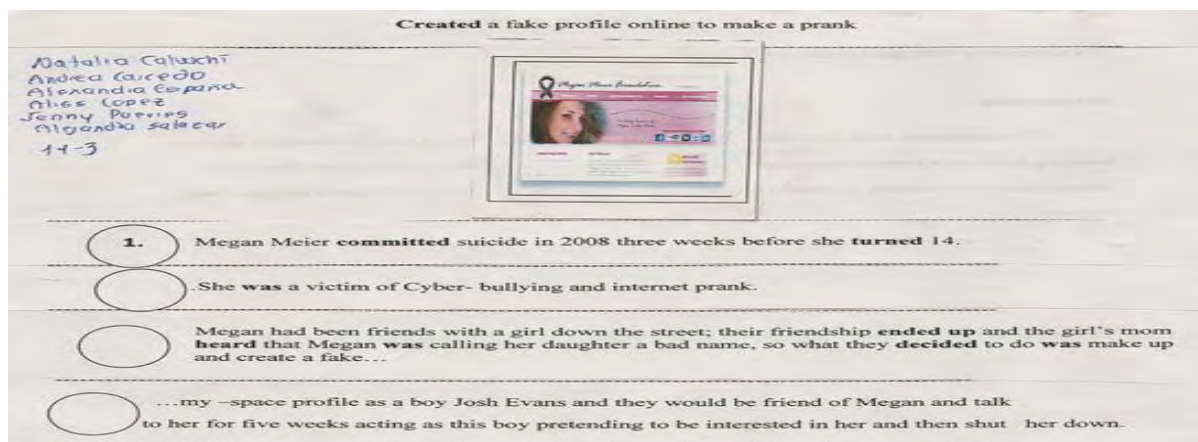 Created a fake profile online to make a prank
Natalia
Andrea Caicedo
España
Lopez
Jenny
Salazar
11-3
Megan Meier Foundation
1.
Megan Meier committed suicide in 2008 three weeks before she turned 14.
.She was a victim of Cyber- bullying and internet prank.
Megan had been friends with a girl down the street; their friendship ended up and the girl's mom
heard that Megan was calling her daughter a bad name, so what they decided to do was make up
and create a fake…
…my –space profile as a boy Josh Evans and they would be friend of Megan and talk
to her for five weeks acting as this boy pretending to be interested in her and then shut her down.